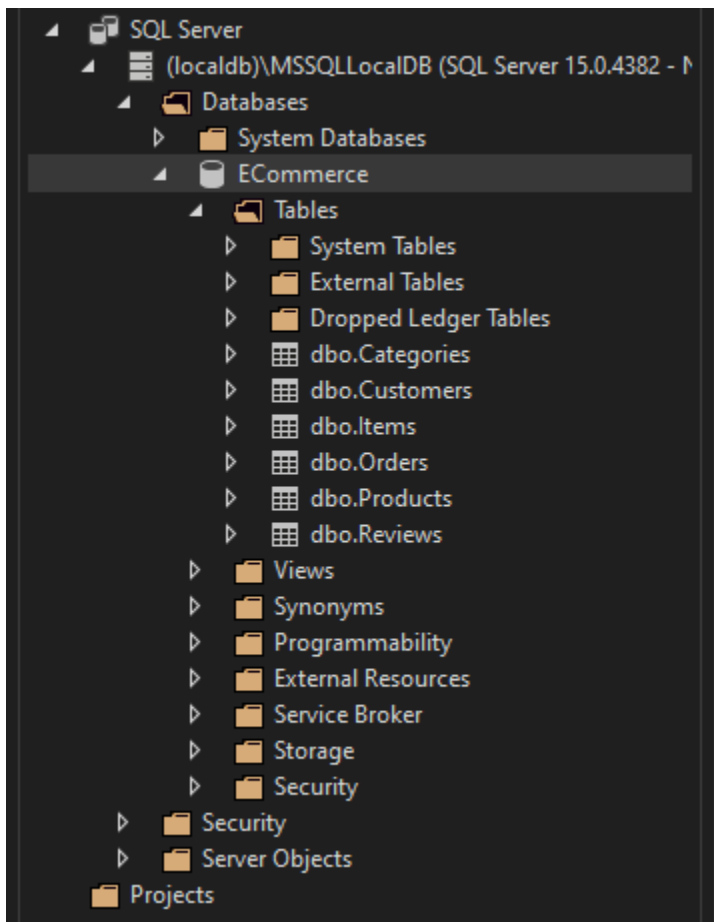 SQL Server
(localdb)\MSSQLLocalDB (SQL Server 15.0.4382 -
Databases
System Databases
ECommerce
Tables
System Tables
External Tables
Dropped Ledger Tables
dbo.Categories
dbo.Customers
dbo.Items
dbo.Orders
dbo.Products
dbo.Reviews
Views
Synonyms
Programmability
External Resources
Service Broker
Storage
Security
Security
Server Objects
Projects